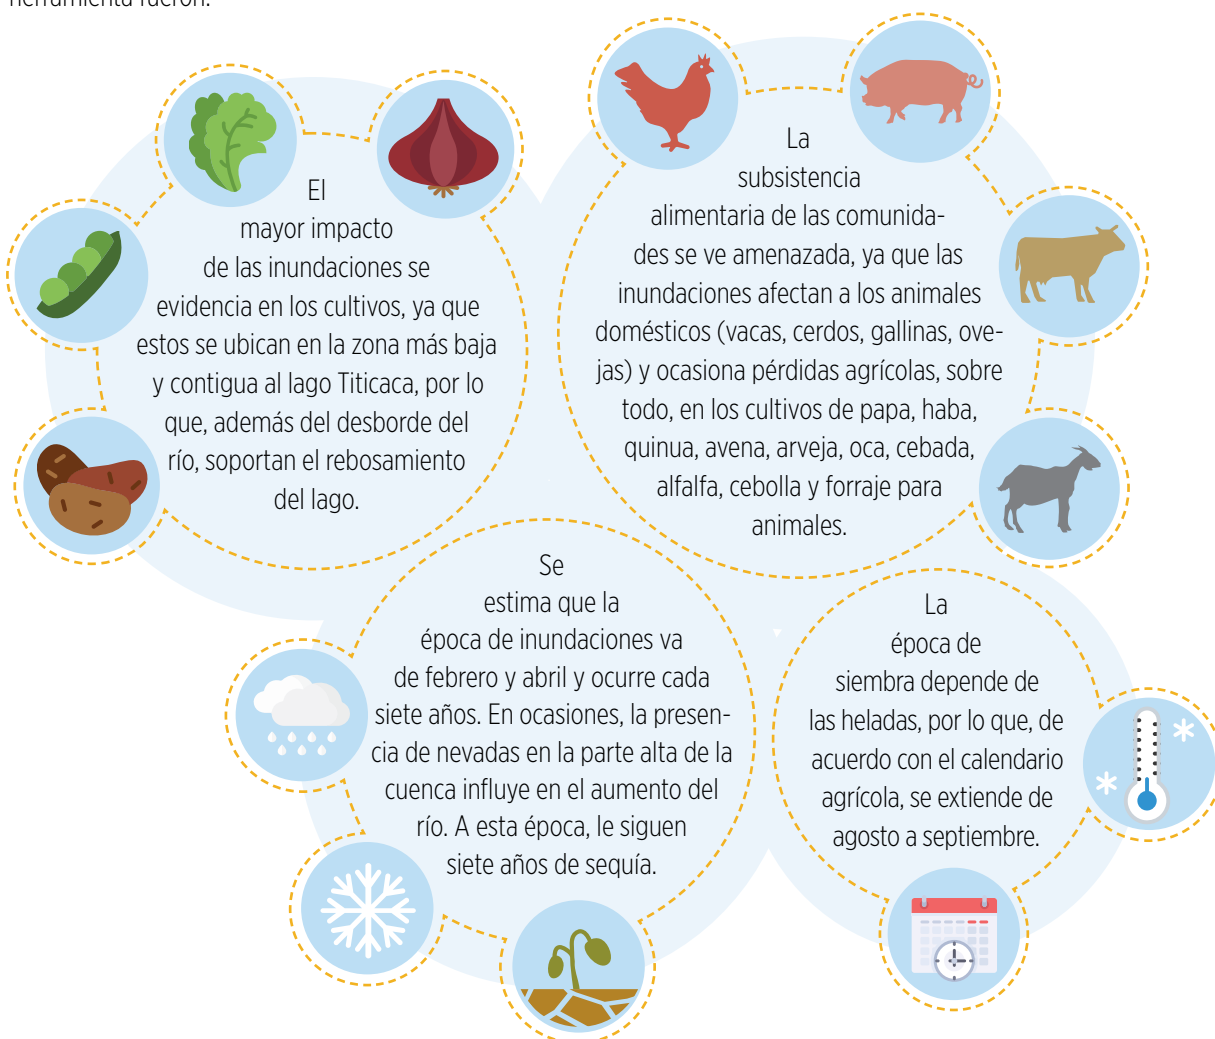 herramienta fueron:
El
mayor impacto
de las inundaciones se
evidencia en los cultivos, ya que
estos se ubican en la zona más baja
y contigua al lago Titicaca, por lo
que, además del desborde del
río, soportan el rebosamiento
del lago.
La
subsistencia
alimentaria de las comunida-
des se ve amenazada, ya que las
inundaciones afectan a los animales
domésticos (vacas, cerdos, gallinas, ove-
jas) y ocasiona pérdidas agrícolas, sobre
todo, en los cultivos de papa, haba,
quinua, avena, arveja, oca, cebada,
alfalfa, cebolla y forraje para
animales.
Se
estima que la
época de inundaciones va
de febrero y abril y ocurre cada
siete años. En ocasiones, la presen-
cia de nevadas en la parte alta de la
cuenca influye en el aumento del
río. A esta época, le siguen
siete años de sequía.
La
época de
siembra depende de
las heladas, por lo que, de
acuerdo con el calendario
agrícola, se extiende de
agosto a septiembre.